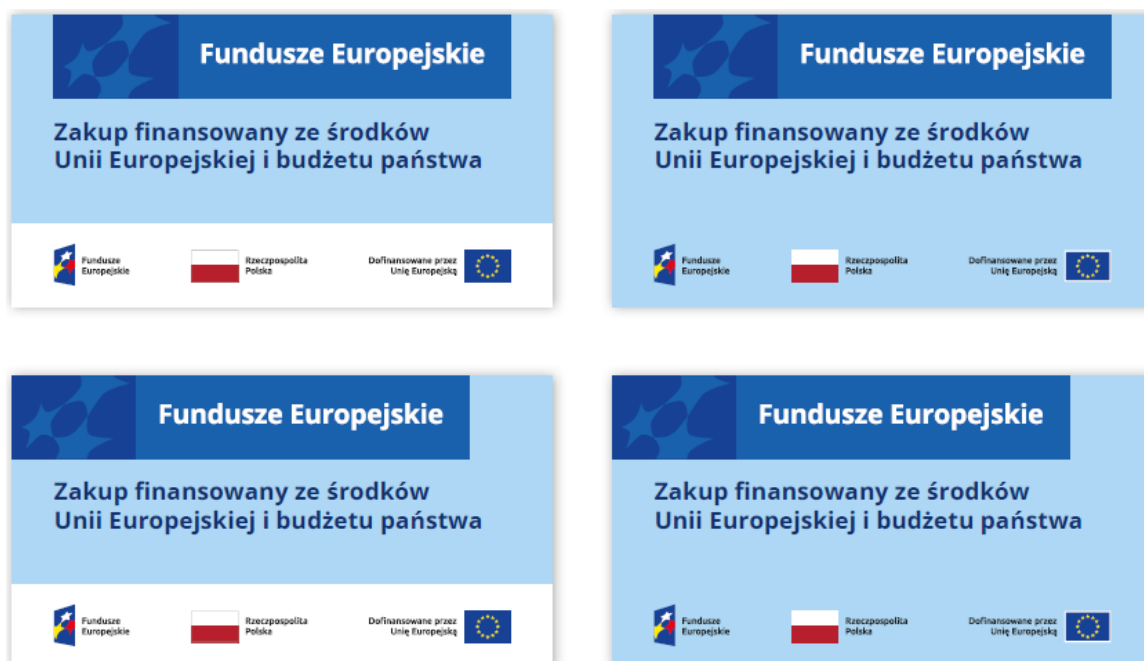 Fundusze Europejskie
Zakup finansowany ze środków
Unii Europejskiej i budżetu państwa
Fundusze
Europejskie
Rzeczpospolita
Polska
Dofinansowane przez
Unię Europejską
Fundusze Europejskie
Zakup finansowany ze środków
Unii Europejskiej i budżetu państwa
Fundusze
Europejskie
Rzeczpospolita
Polska
Dofinansowane przez
Unię Europejską
Fundusze Europejskie
Zakup finansowany ze środków
Unii Europejskiej i budżetu państwa
Fundusze
Europejskie
Rzeczpospolita
Polska
Dofinansowane przez
Unię Europejską
Fundusze Europejskie
Zakup finansowany ze środków
Unii Europejskiej i budżetu państwa
Fundusze
Europejskie
Rzeczpospolita
Polska
Dofinansowane przez
Unię Europejską